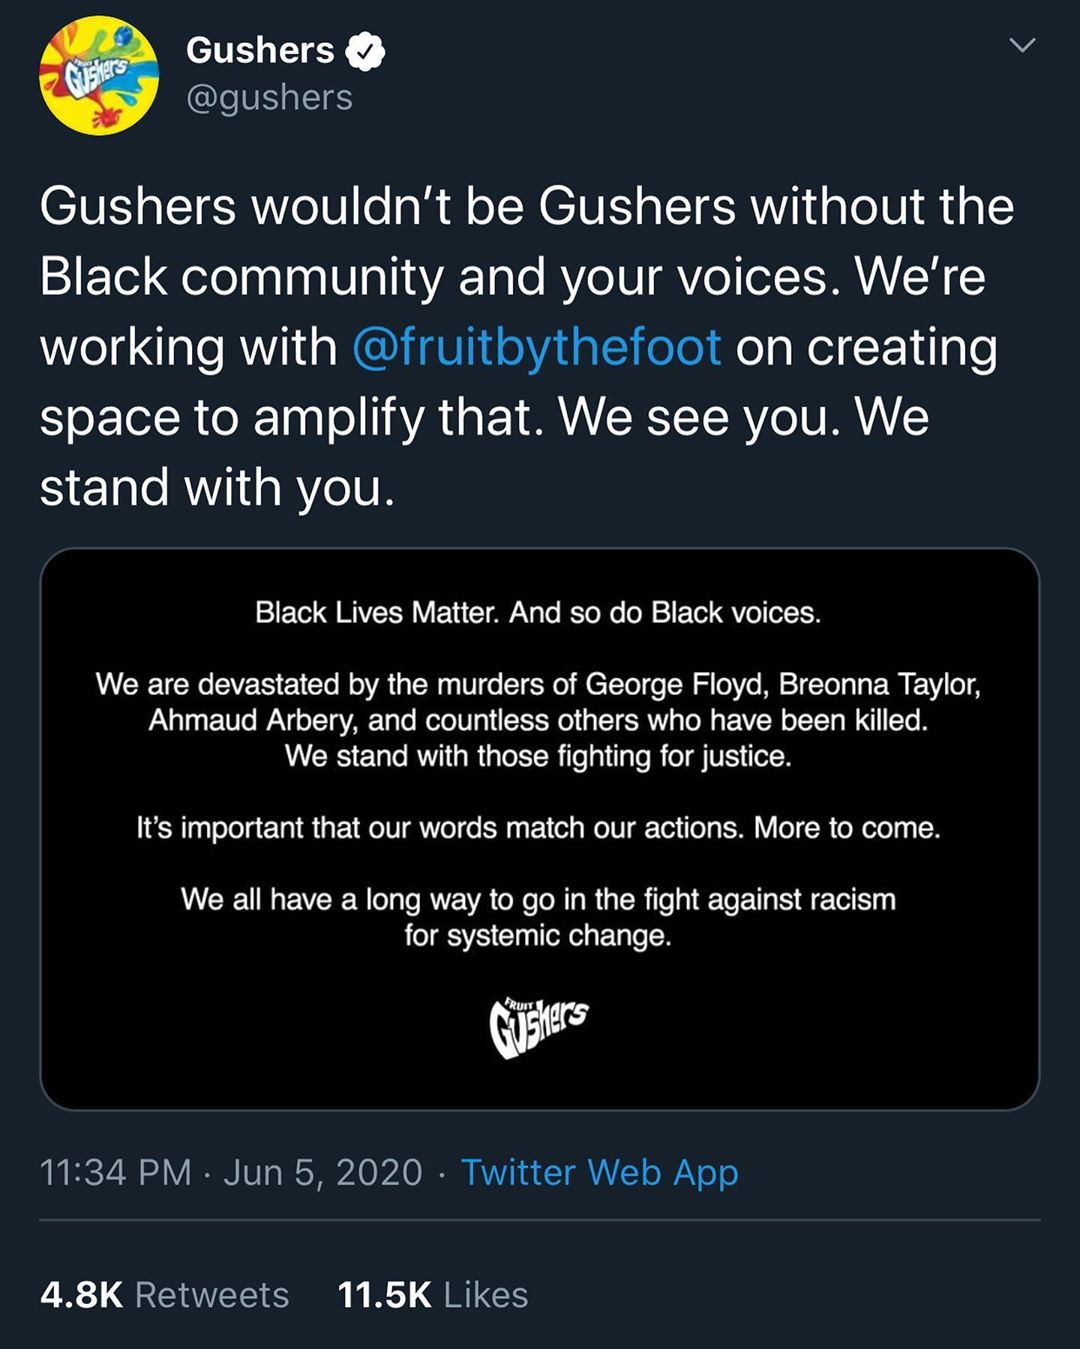 Gushers
@gushers
Gushers wouldn’t be Gushers without the
Black community and your voices. We’re
working with @fruitbythefoot on creating
space to amplify that. We see you. We
stand with you.
Black Lives Matter. And so do Black voices.
We are devastated by the murders of George Floyd, Breonna Taylor,
Ahmaud Arbery, and countless others who have been killed.
We stand with those fighting for justice.
It’s important that our words match our actions. More to come.
We all have a long way to go in the fight against racism
for systemic change.
FRUIT
Gushers
11:34 PM · Jun 5, 2020 · Twitter Web App
4.8K Retweets 11.5K Likes